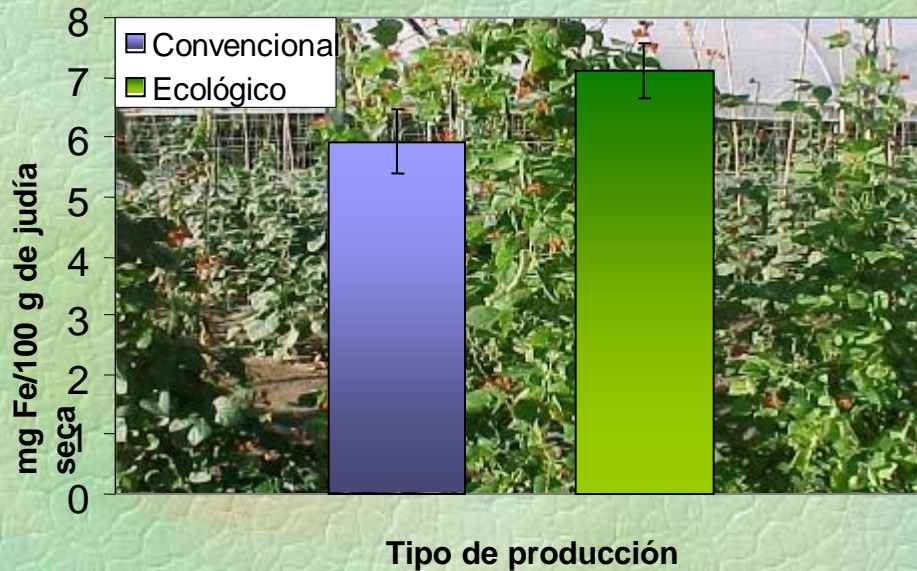 8
7
6
5
4
3
2
1
0
mg Fe/100 g de judía
seca
Convencional
Ecológico
Tipo de producción